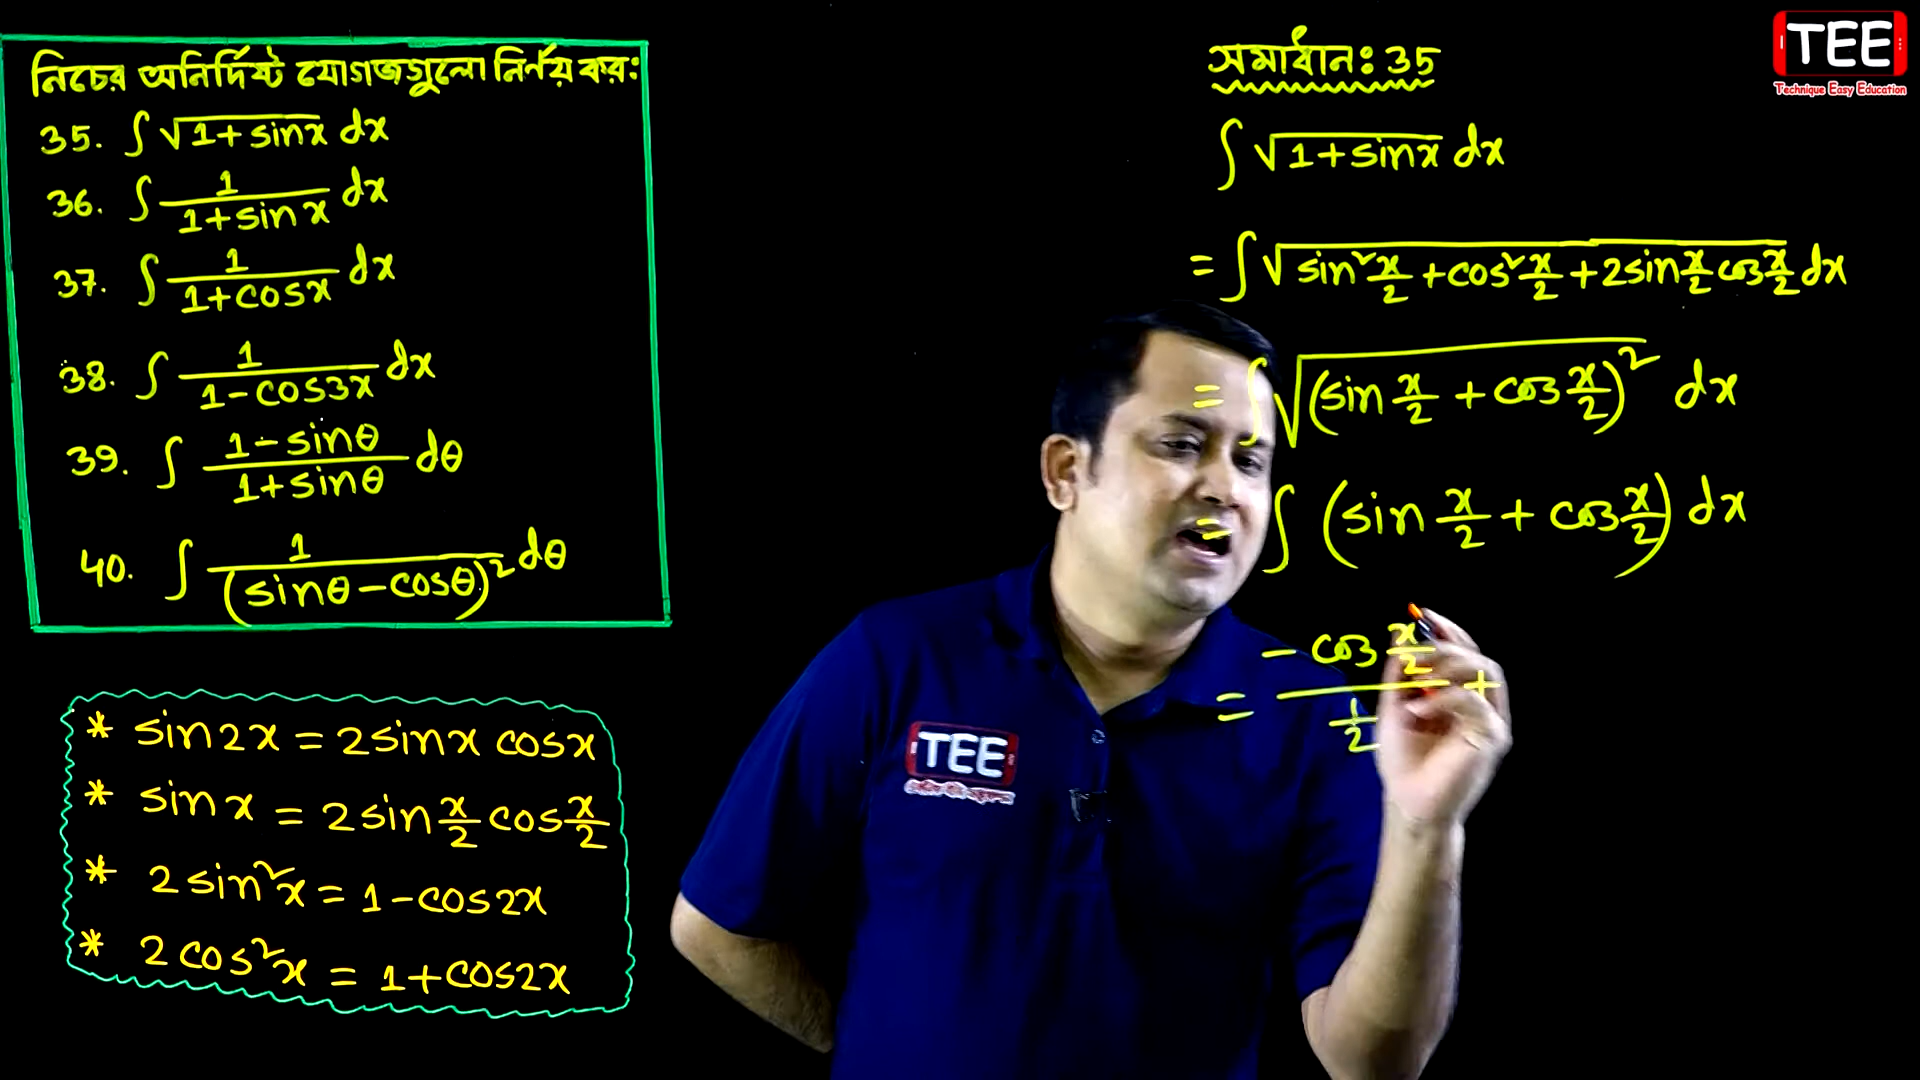 নিচের অনির্দিষ্ট যোগজগুলো নির্ণয় কর:
35. ∫ √(1+sinx) dx
36. ∫ 1/(1+sinx) dx
37. ∫ 1/(1+cosx) dx
38. ∫ 1/(1-cos3x) dx
39. ∫ (1-sinθ)/(1+sinθ) dθ
40. ∫ 1/(sinθ-cosθ)² dθ
* sin2x = 2sinx cosx
* sinx = 2sin x/2 cos x/2
* 2sin²x = 1-cos2x
* 2cos²x = 1+cos2x
সমাধান: 35
∫ √(1+sinx) dx
= ∫ √(sin² x/2 + cos² x/2 + 2sin x/2 cos x/2) dx
= ∫ √((sin x/2 + cos x/2)²) dx
= ∫ (sin x/2 + cos x/2) dx
= (-cos x/2)/(1/2) +
TEE
Technique Easy Education
TEE